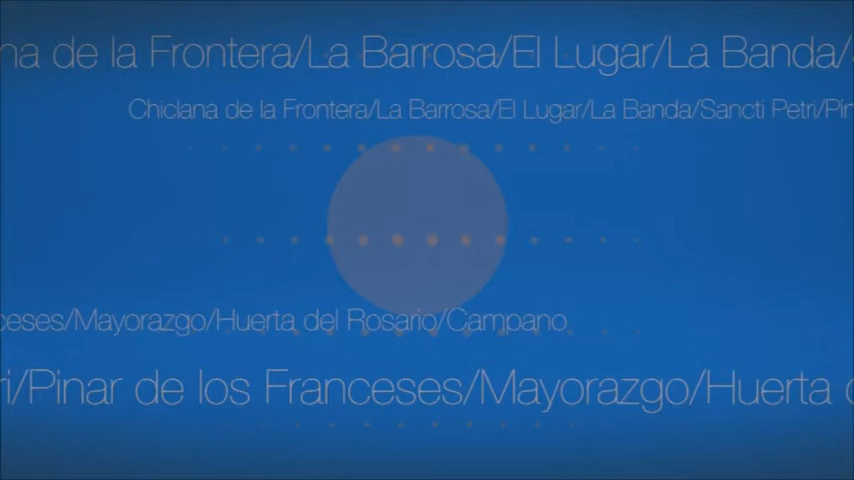 na de la Frontera/La Barrosa/El Lugar/La Banda/
Chiclana de la Frontera/La Barrosa/El Lugar/La Banda/Sancti Petri/Pin
ceses/Mayorazgo/Huerta del Rosario/Campano
ri/Pinar de los Franceses/Mayorazgo/Huerta